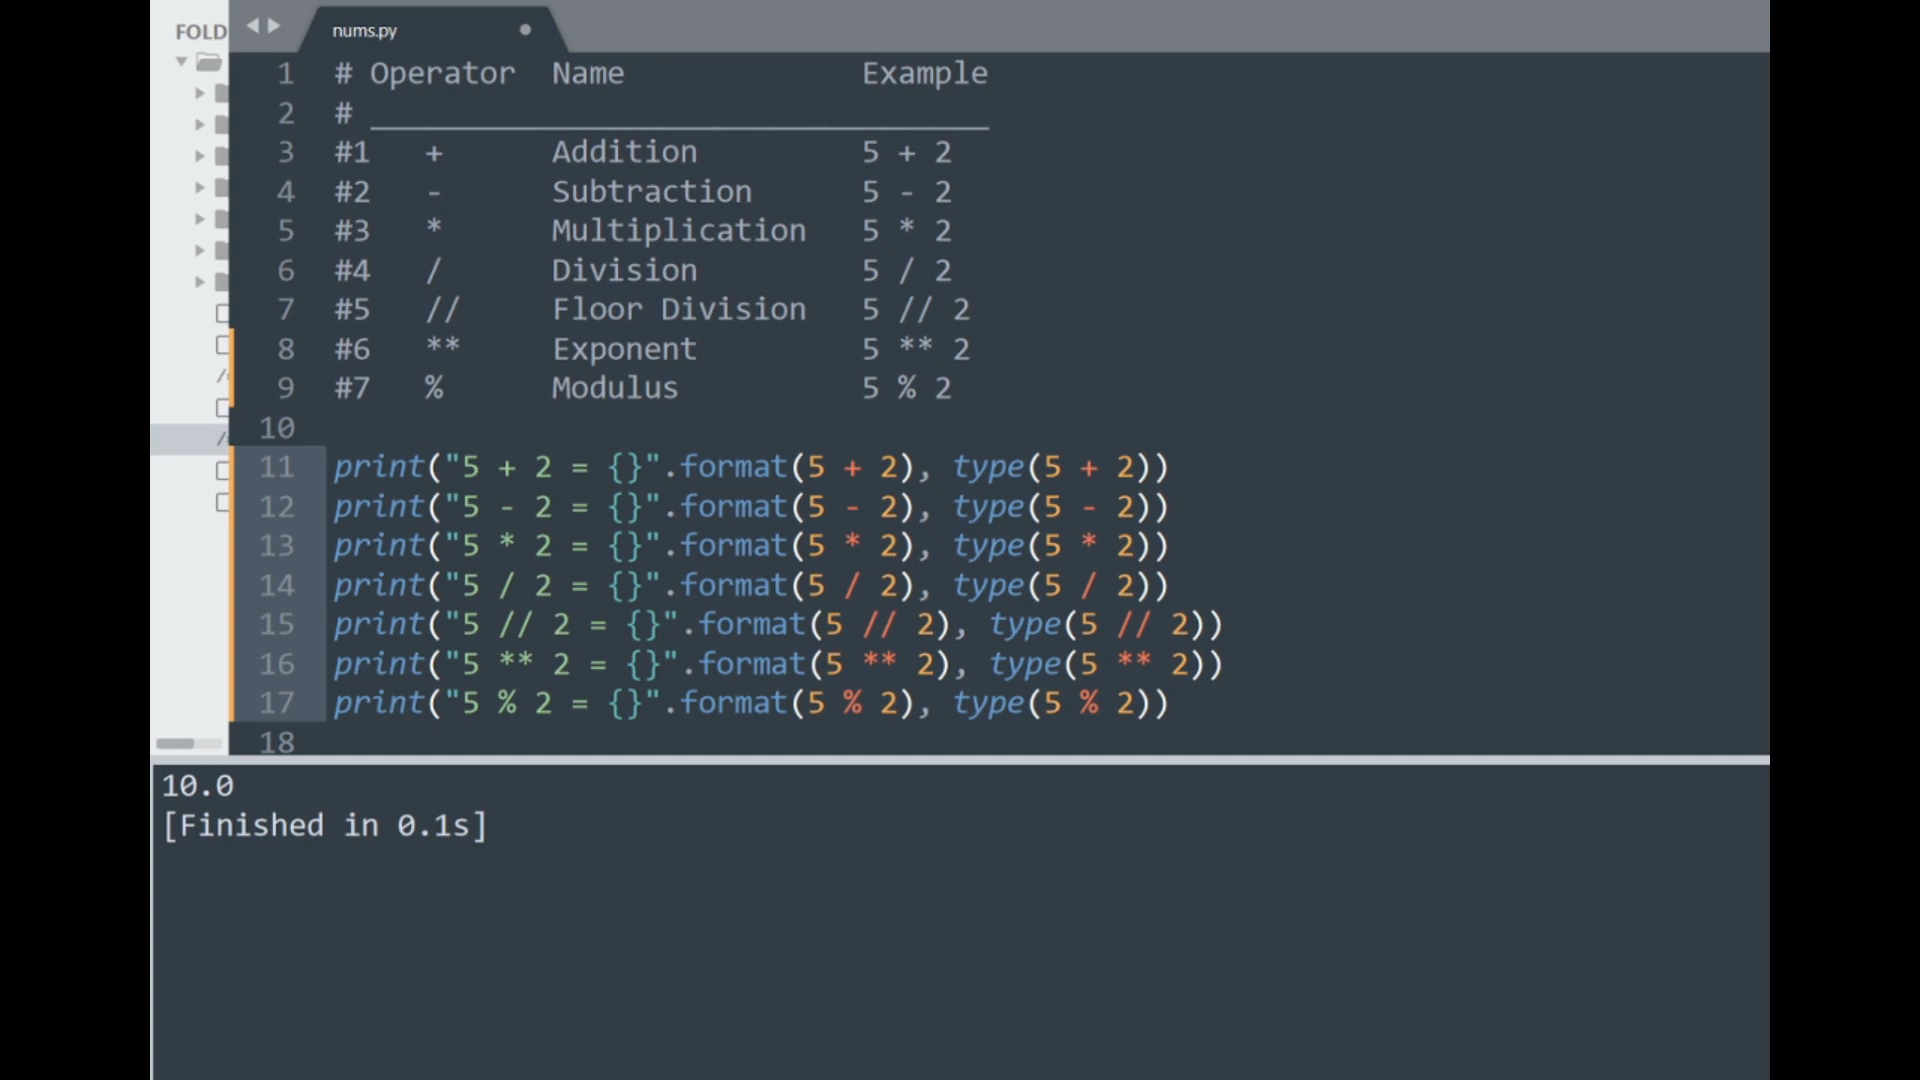 FOLD
nums.py
1 # Operator  Name             Example
2 # __________________________________
3 #1   +      Addition         5 + 2
4 #2   -      Subtraction      5 - 2
5 #3   *      Multiplication   5 * 2
6 #4   /      Division         5 / 2
7 #5   //     Floor Division   5 // 2
8 #6   **     Exponent         5 ** 2
9 #7   %      Modulus          5 % 2
10
11 print("5 + 2 = {}".format(5 + 2), type(5 + 2))
12 print("5 - 2 = {}".format(5 - 2), type(5 - 2))
13 print("5 * 2 = {}".format(5 * 2), type(5 * 2))
14 print("5 / 2 = {}".format(5 / 2), type(5 / 2))
15 print("5 // 2 = {}".format(5 // 2), type(5 // 2))
16 print("5 ** 2 = {}".format(5 ** 2), type(5 ** 2))
17 print("5 % 2 = {}".format(5 % 2), type(5 % 2))
18
10.0
[Finished in 0.1s]